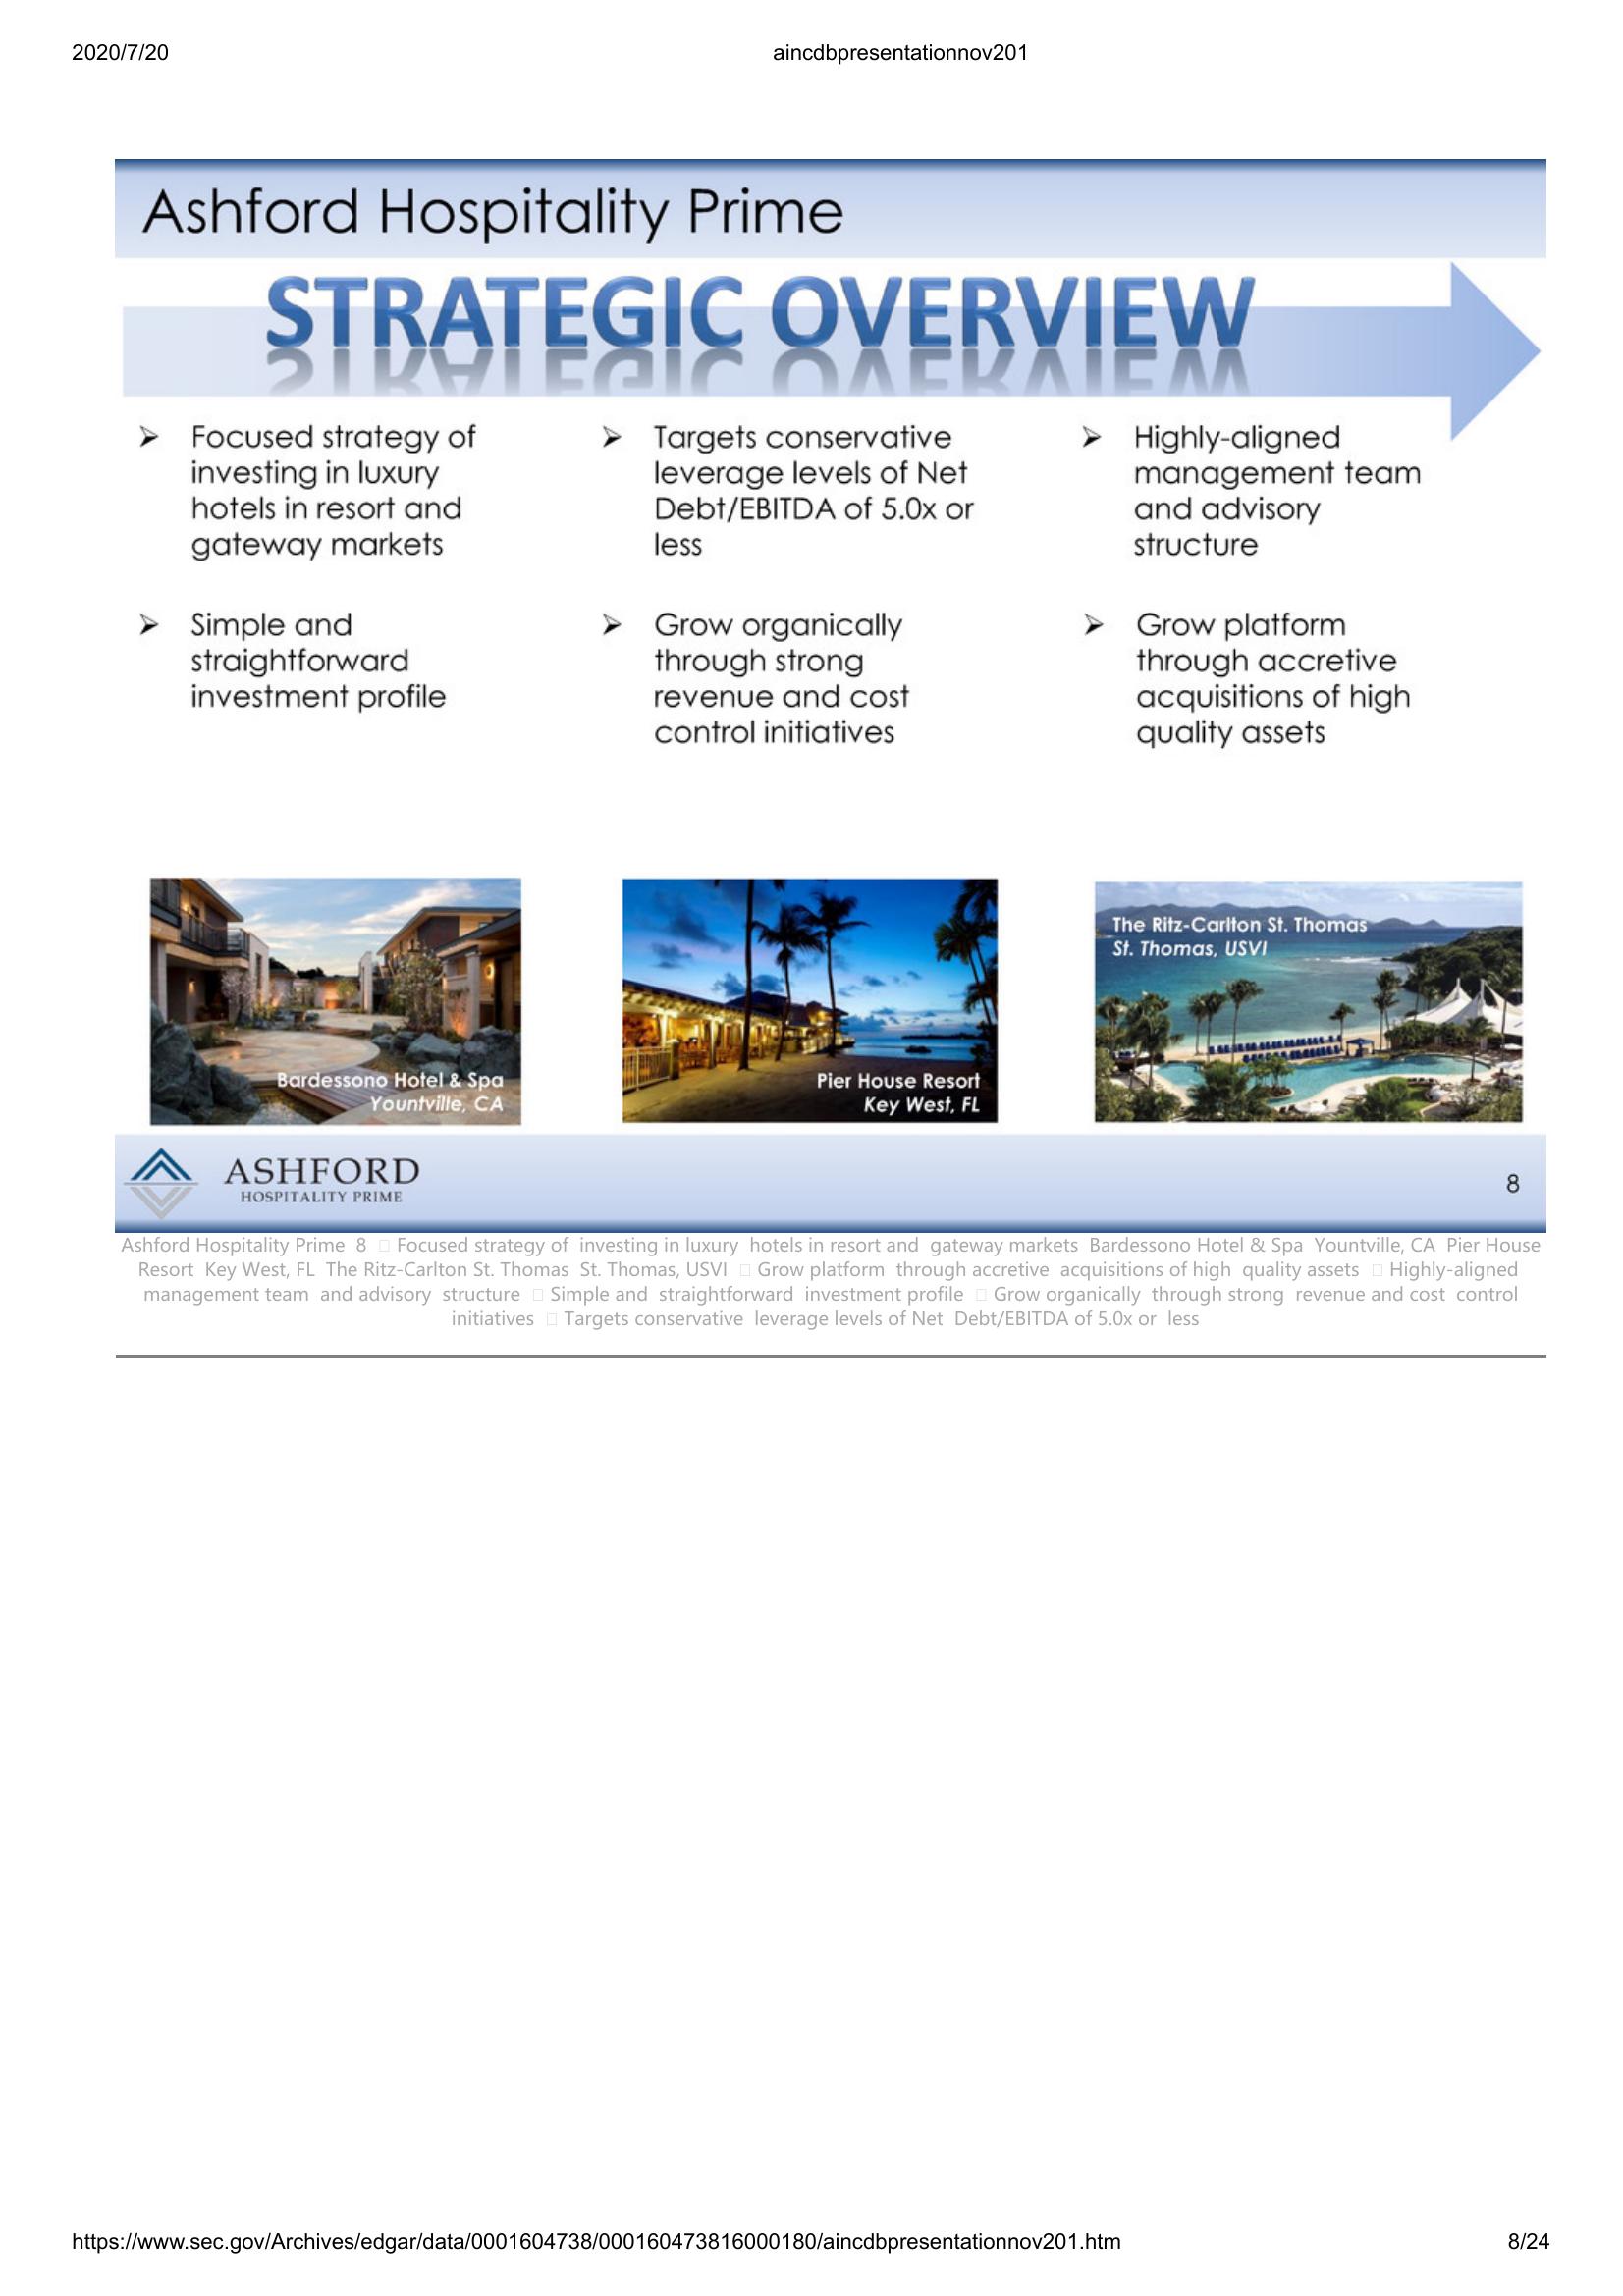 2020/7/20
aincdbpresentationnov201
Ashford Hospitality Prime
STRATEGIC OVERVIEW
➢ Focused strategy of
investing in luxury
hotels in resort and
gateway markets
➢ Targets conservative
leverage levels of Net
Debt/EBITDA of 5.0x or
less
➢ Highly-aligned
management team
and advisory
structure
➢ Simple and
straightforward
investment profile
➢ Grow organically
through strong
revenue and cost
control initiatives
➢ Grow platform
through accretive
acquisitions of high
quality assets
Bardessono Hotel & Spa
Yountville, CA
Pier House Resort
Key West, FL
The Ritz-Carlton St. Thomas
St. Thomas, USVI
ASHFORD
HOSPITALITY PRIME
8
Ashford Hospitality Prime 8 □ Focused strategy of investing in luxury hotels in resort and gateway markets Bardessono Hotel & Spa Yountville, CA Pier House
Resort Key West, FL The Ritz-Carlton St. Thomas St. Thomas, USVI □ Grow platform through accretive acquisitions of high quality assets □ Highly-aligned
management team and advisory structure □ Simple and straightforward investment profile □ Grow organically through strong revenue and cost control
initiatives □ Targets conservative leverage levels of Net Debt/EBITDA of 5.0x or less
https://www.sec.gov/Archives/edgar/data/0001604738/000160473816000180/aincdbpresentationnov201.htm
8/24